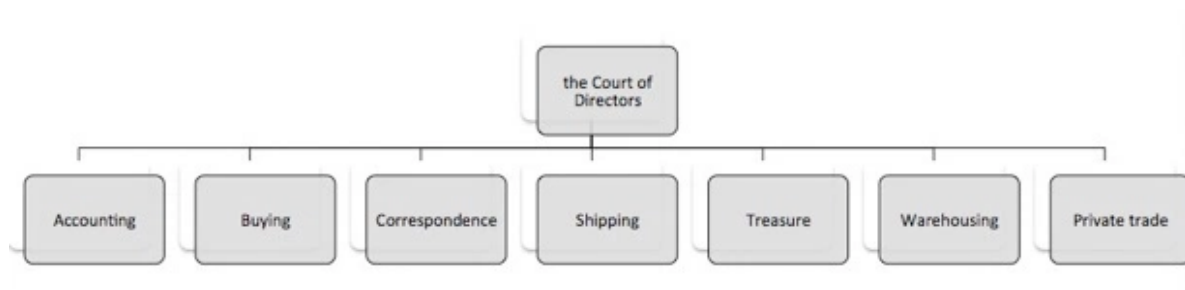 the Court of
Directors
Accounting
Buying
Correspondence
Shipping
Treasure
Warehousing
Private trade